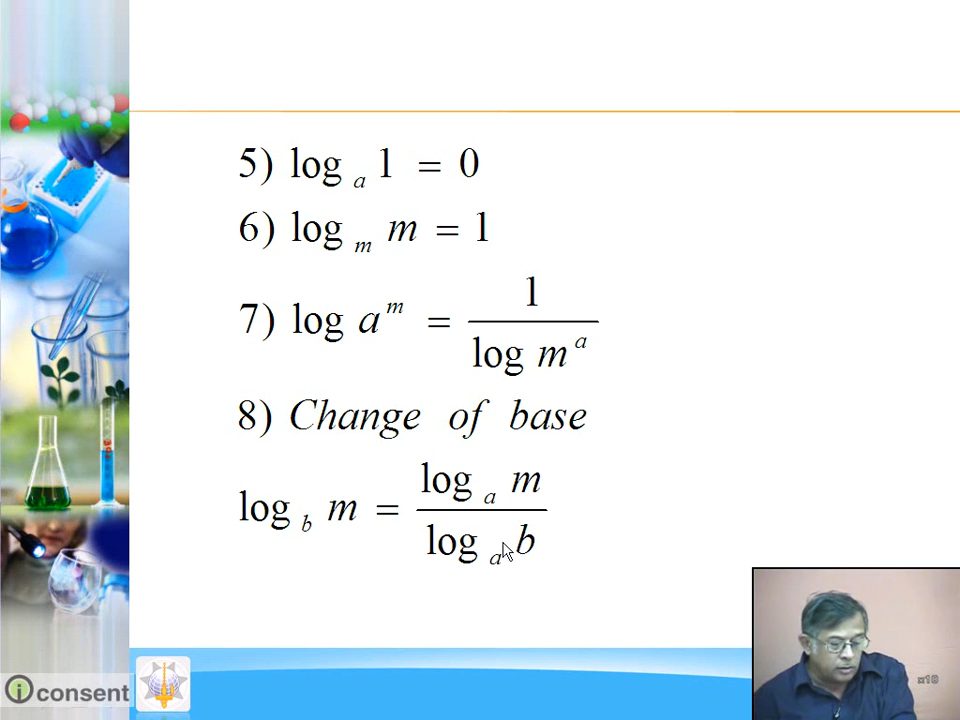 5) log ₐ 1 = 0
6) log ₘ m = 1
7) log a^m = 1 / log m^a
8) Change of base
log _b m = log ₐ m / log ₐ b
i consent